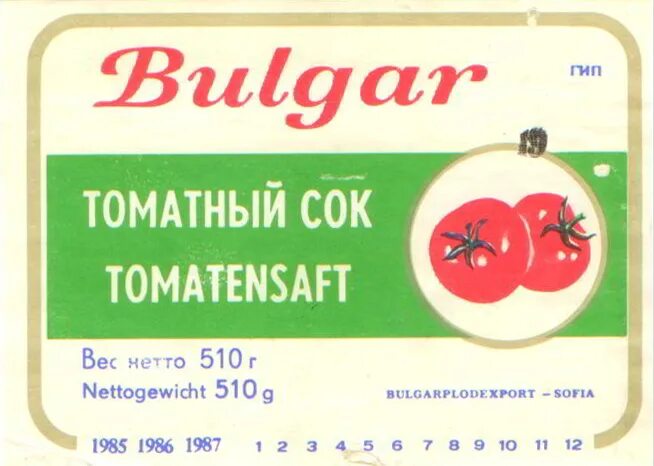 Bulgar
ГИП
19
ТОМАТНЫЙ СОК
TOMATENSAFT
Вес нетто 510 г
Nettogewicht 510 g
BULGARPLODEXPORT – SOFIA
1985 1986 1987 1 2 3 4 5 6 7 8 9 10 11 12